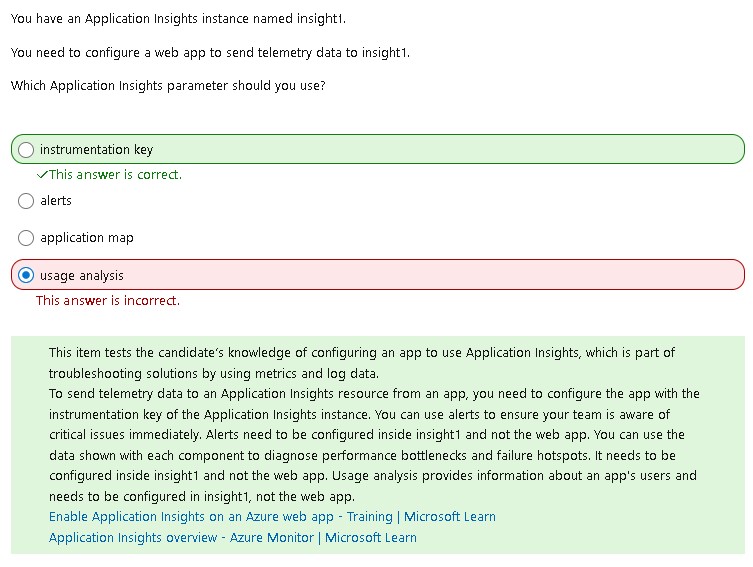 You have an Application Insights instance named insight1.
You need to configure a web app to send telemetry data to insight1.
Which Application Insights parameter should you use?
instrumentation key
✓This answer is correct.
alerts
application map
usage analysis
This answer is incorrect.
This item tests the candidate's knowledge of configuring an app to use Application Insights, which is part of
troubleshooting solutions by using metrics and log data.
To send telemetry data to an Application Insights resource from an app, you need to configure the app with the
instrumentation key of the Application Insights instance. You can use alerts to ensure your team is aware of
critical issues immediately. Alerts need to be configured inside insight1 and not the web app. You can use the
data shown with each component to diagnose performance bottlenecks and failure hotspots. It needs to be
configured inside insight1 and not the web app. Usage analysis provides information about an app's users and
needs to be configured in insight1, not the web app.
Enable Application Insights on an Azure web app - Training | Microsoft Learn
Application Insights overview - Azure Monitor | Microsoft Learn